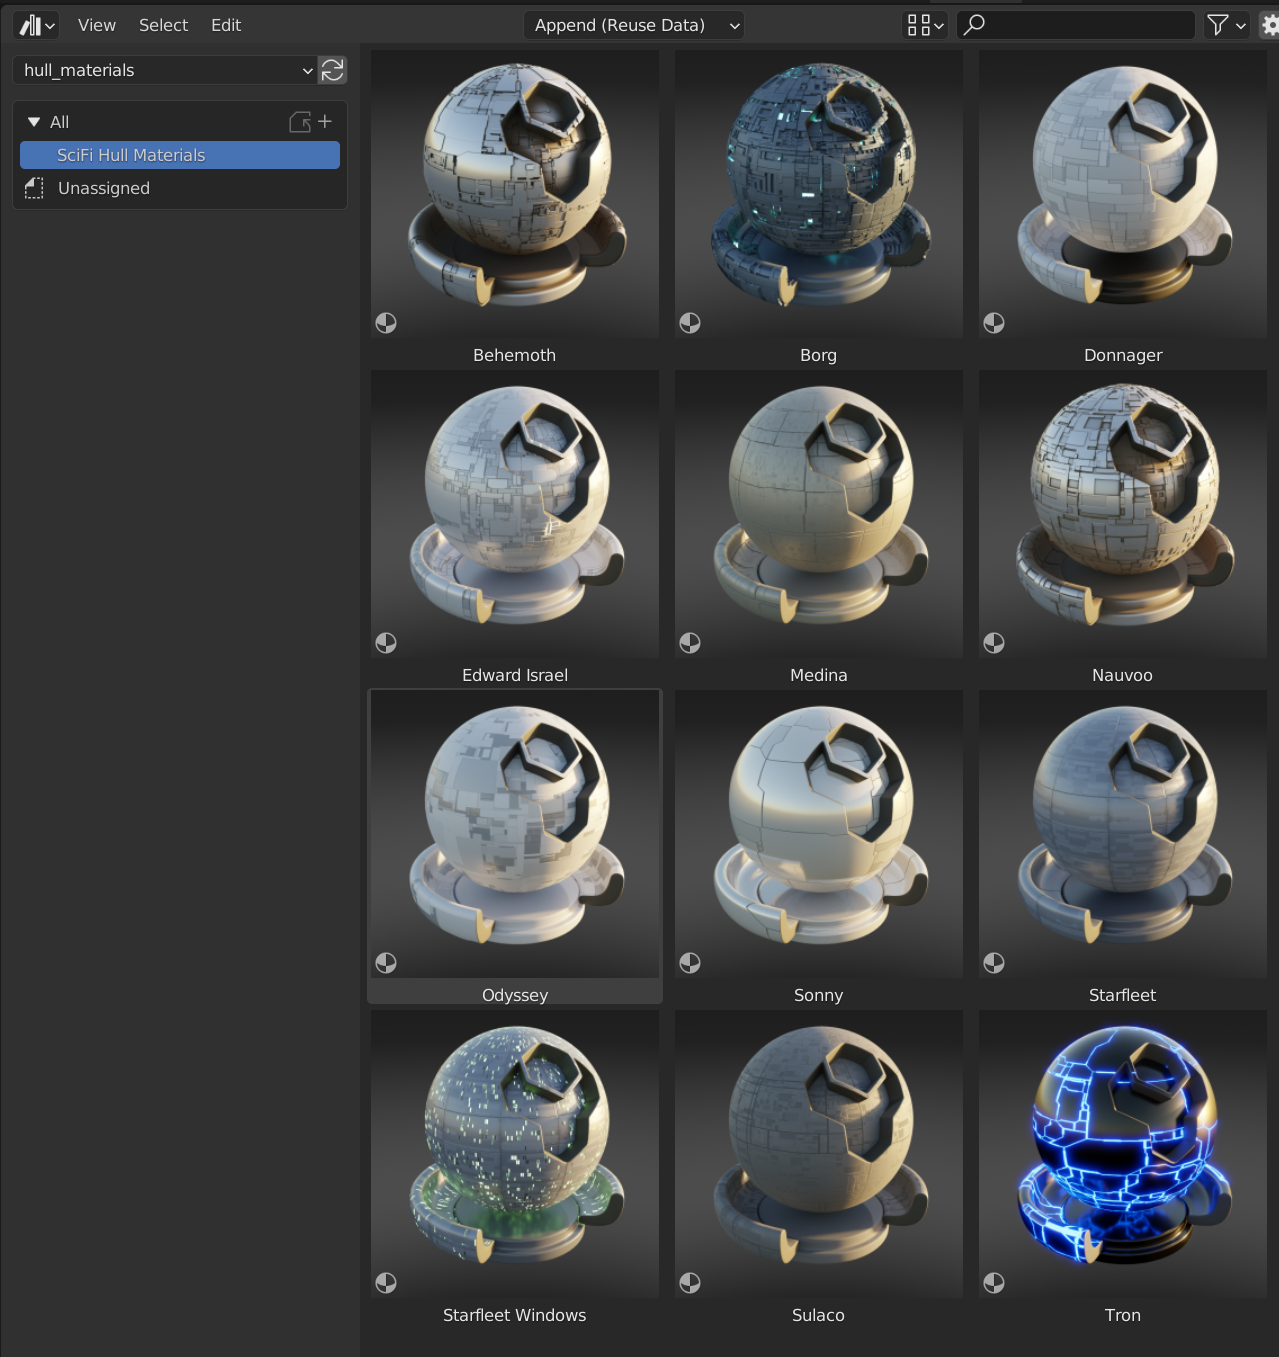 View Select Edit Append (Reuse Data)
hull_materials
All
SciFi Hull Materials
Unassigned
Behemoth Borg Donnager
Edward Israel Medina Nauvoo
Odyssey Sonny Starfleet
Starfleet Windows Sulaco Tron